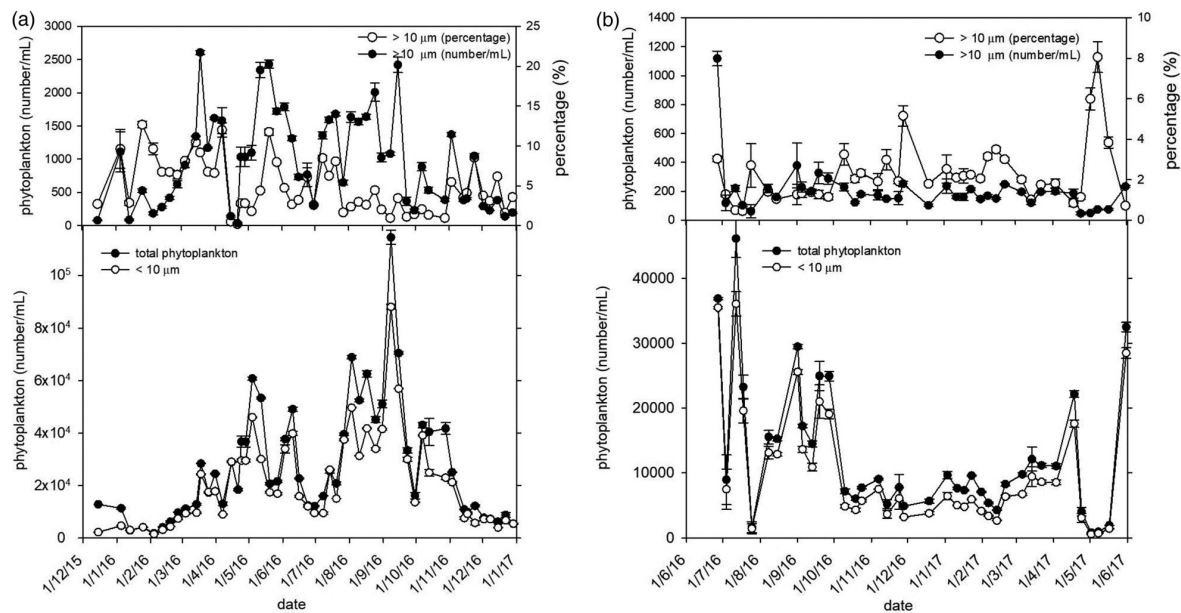 (a)
3000
2500
2000
1500
1000
500
0
phytoplankton (number/mL)
25
20
15
10
5
0
percentage (%)
> 10 µm (percentage)
>10 µm (number/mL)
10⁵
8x10⁴
6x10⁴
4x10⁴
2x10⁴
0
phytoplankton (number/mL)
total phytoplankton
< 10 µm
1/12/15
1/1/16
1/2/16
1/3/16
1/4/16
1/5/16
1/6/16
1/7/16
1/8/16
1/9/16
1/10/16
1/11/16
1/12/16
1/1/17
date
(b)
1400
1200
1000
800
600
400
200
0
phytoplankton (number/mL)
10
8
6
4
2
0
percentage (%)
> 10 µm (percentage)
>10 µm (number/mL)
40000
30000
20000
10000
0
phytoplankton (number/mL)
total phytoplankton
< 10 µm
1/6/16
1/7/16
1/8/16
1/9/16
1/10/16
1/11/16
1/12/16
1/1/17
1/2/17
1/3/17
1/4/17
1/5/17
1/6/17
date